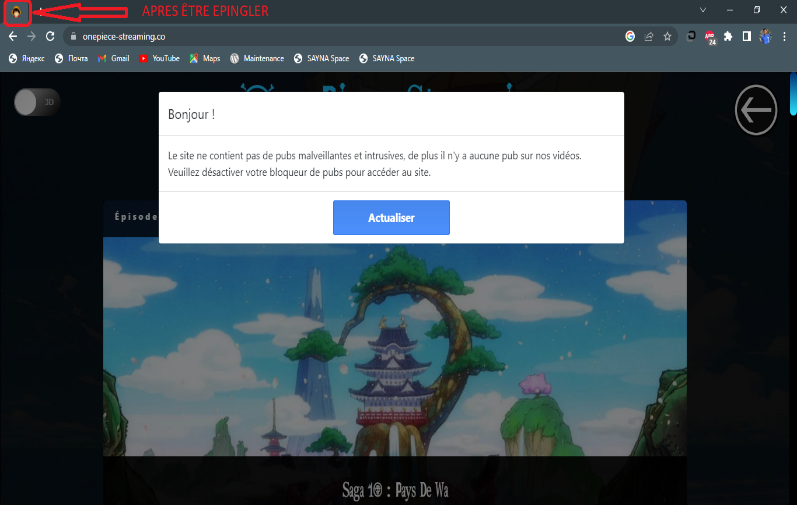 APRES ÊTRE EPINGLER
onepiece-streaming.co
24
Яндекс Почта Gmail YouTube Maps Maintenance SAYNA Space SAYNA Space
Bonjour !
Le site ne contient pas de pubs malveillantes et intrusives, de plus il n'y a aucune pub sur nos vidéos.
Veuillez désactiver votre bloqueur de pubs pour accéder au site.
Actualiser
Épisode
Saga 10 : Pays De Wa